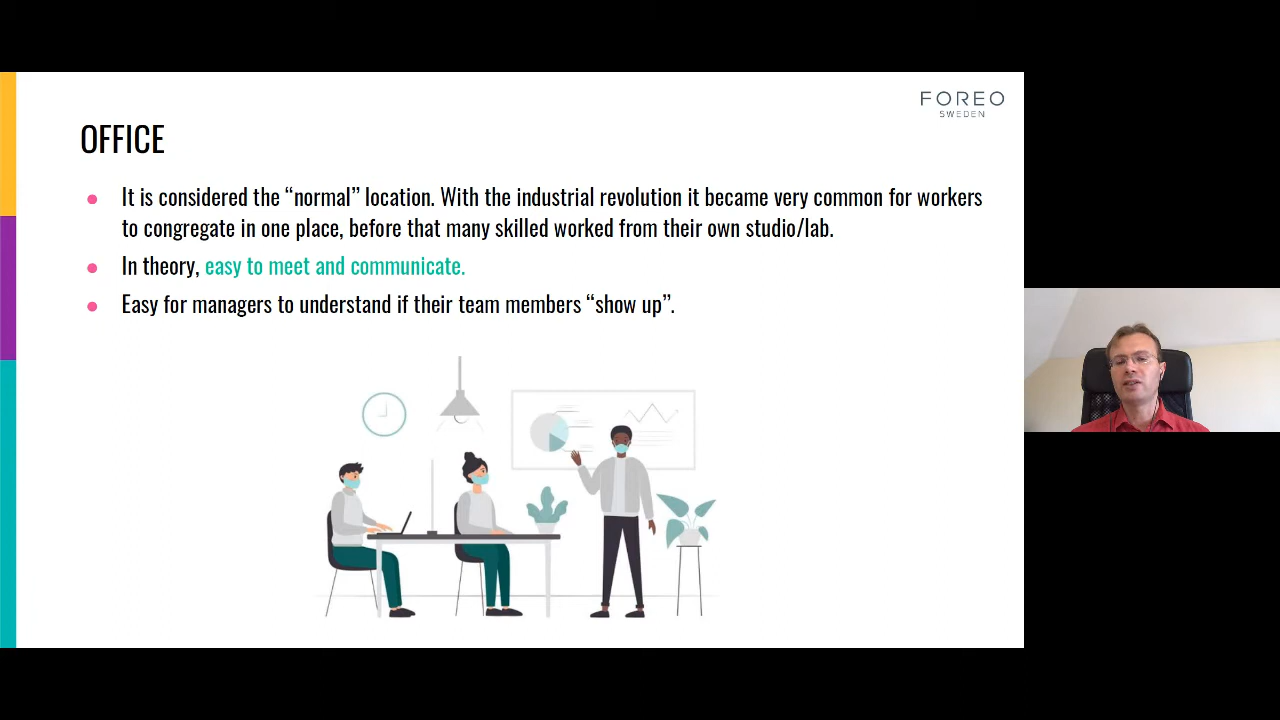 FOREO
SWEDEN
OFFICE
● It is considered the “normal” location. With the industrial revolution it became very common for workers
to congregate in one place, before that many skilled worked from their own studio/lab.
● In theory, easy to meet and communicate.
● Easy for managers to understand if their team members “show up”.